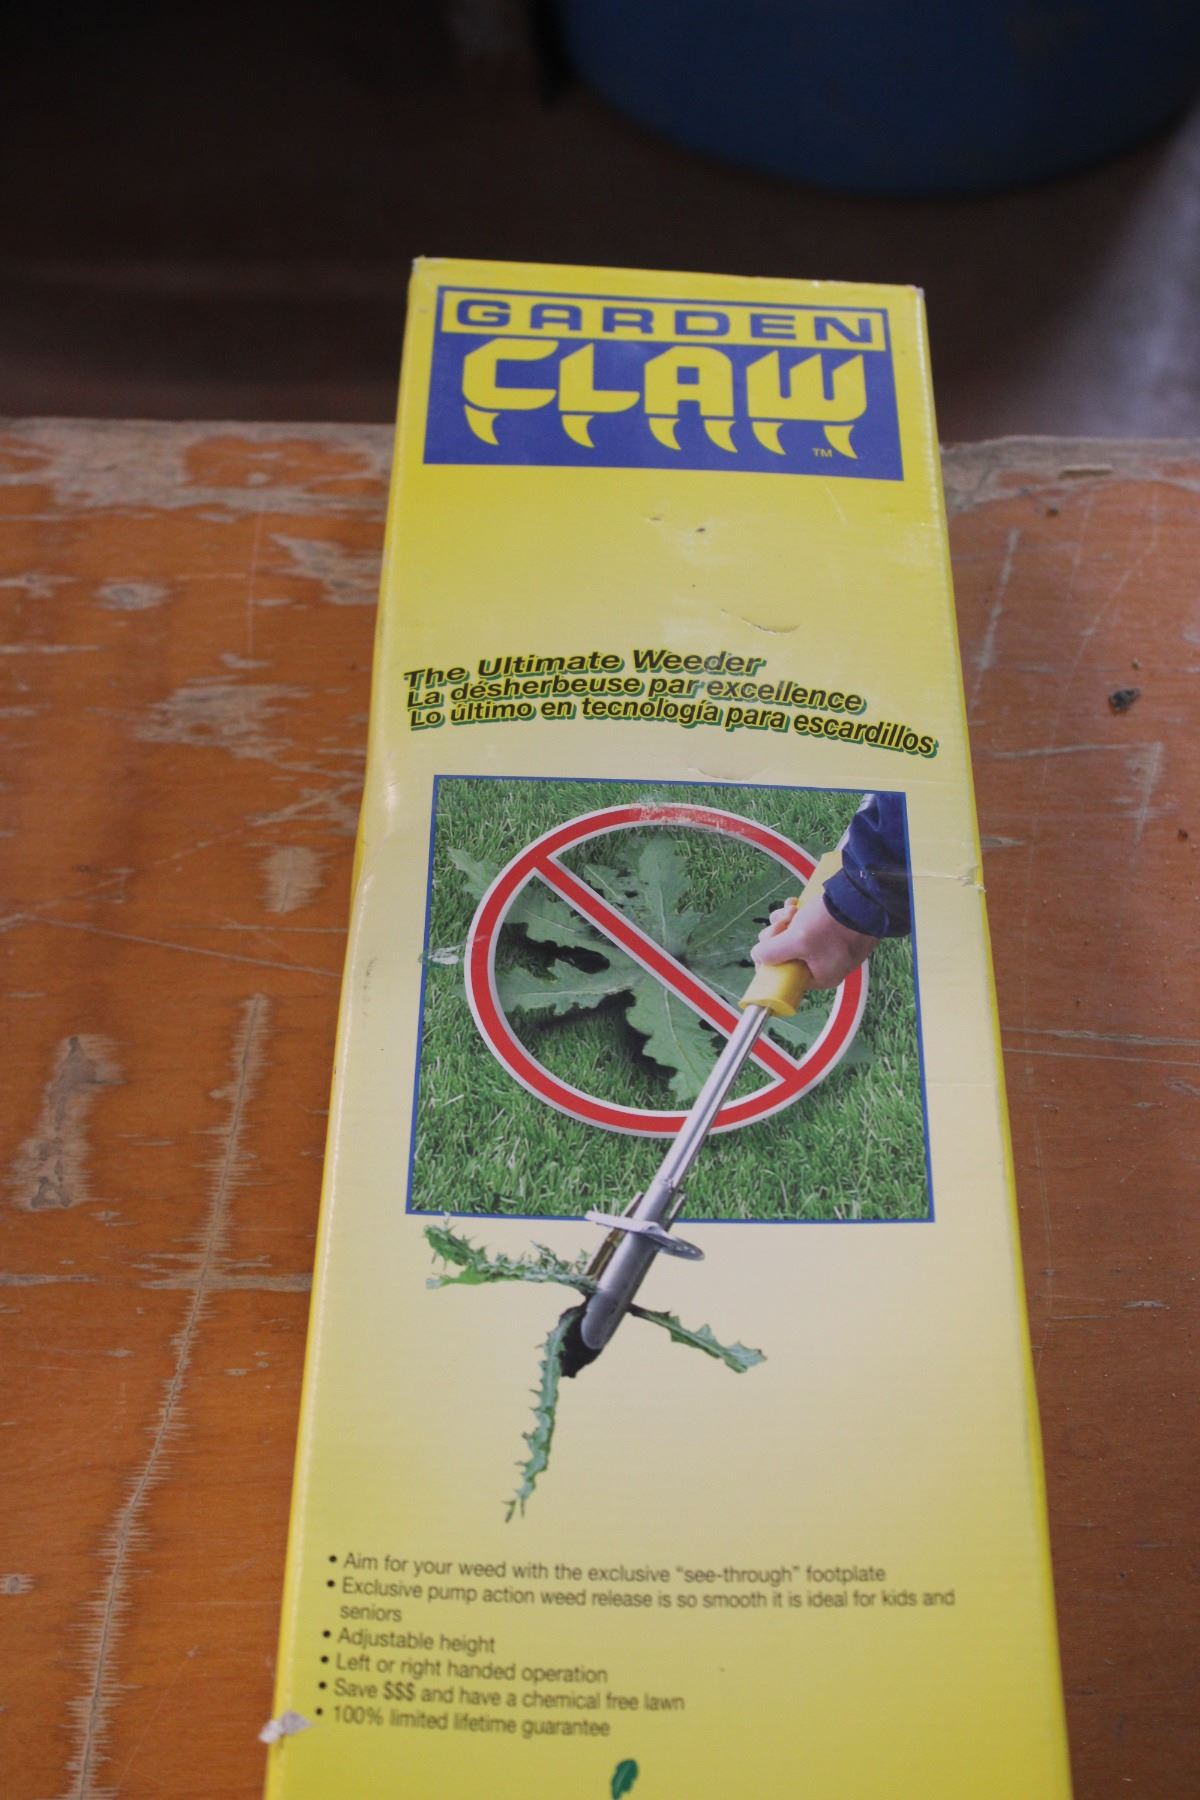 GARDEN
CLAW
TM
The Ultimate Weeder
La désherbeuse par excellence
Lo último en tecnología para escardillos
• Aim for your weed with the exclusive "see-through" footplate
• Exclusive pump action weed release is so smooth it is ideal for kids and
seniors
• Adjustable height
• Left or right handed operation
• Save $$$ and have a chemical free lawn
• 100% limited lifetime guarantee